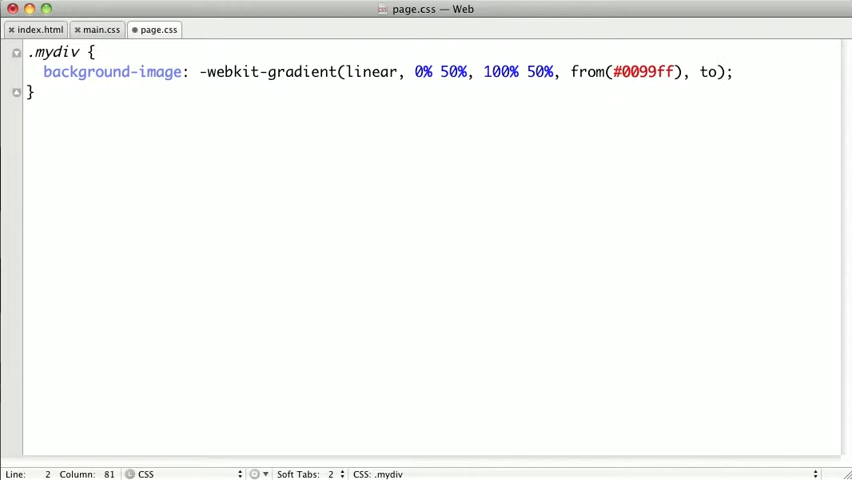 page.css — Web
index.html main.css page.css
.mydiv {
background-image: -webkit-gradient(linear, 0% 50%, 100% 50%, from(#0099ff), to);
}
Line: 2 Column: 81 L CSS Soft Tabs: 2 CSS: .mydiv